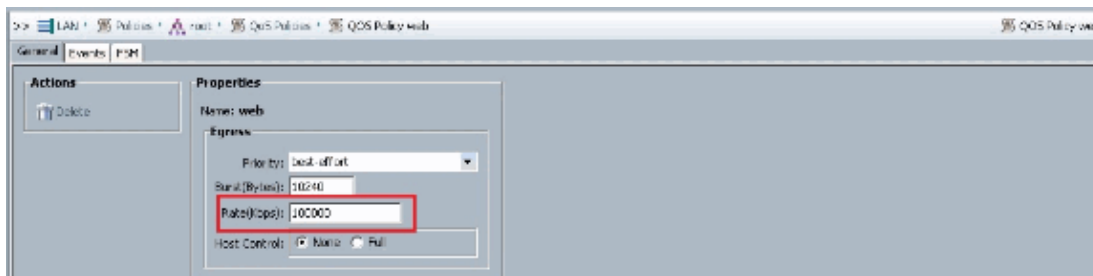 >> LAN › Policies › root › QoS Policies › QOS Policy web
QOS Policy we
General Events FSM
Actions
Delete
Properties
Name: web
Egress
Priority: best-effort
Burst(Bytes): 10240
Rate(Kbps): 100000
Host Control: None Full